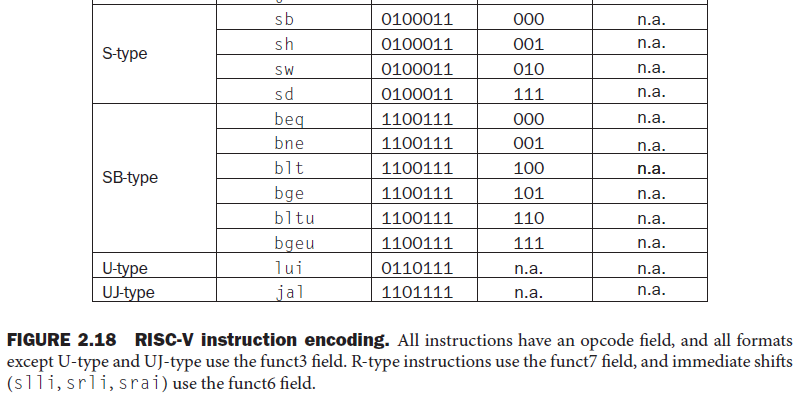 S-type
sb 0100011 000 n.a.
sh 0100011 001 n.a.
sw 0100011 010 n.a.
sd 0100011 111 n.a.
SB-type
beq 1100111 000 n.a.
bne 1100111 001 n.a.
blt 1100111 100 n.a.
bge 1100111 101 n.a.
bltu 1100111 110 n.a.
bgeu 1100111 111 n.a.
U-type lui 0110111 n.a. n.a.
UJ-type jal 1101111 n.a. n.a.
FIGURE 2.18 RISC-V instruction encoding. All instructions have an opcode field, and all formats
except U-type and UJ-type use the funct3 field. R-type instructions use the funct7 field, and immediate shifts
(slli, srli, srai) use the funct6 field.